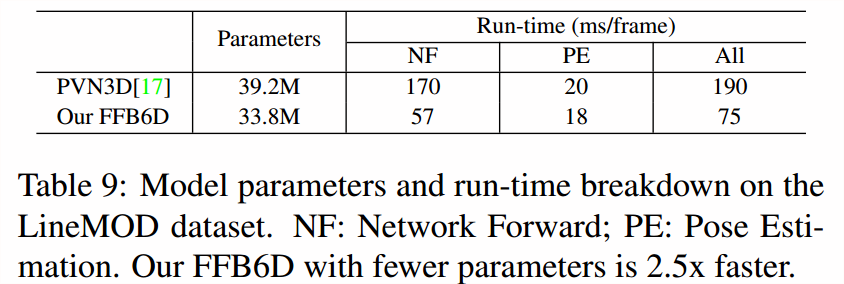 Parameters Run-time (ms/frame)
NF PE All
PVN3D[17] 39.2M 170 20 190
Our FFB6D 33.8M 57 18 75
Table 9: Model parameters and run-time breakdown on the
LineMOD dataset. NF: Network Forward; PE: Pose Esti-
mation. Our FFB6D with fewer parameters is 2.5x faster.